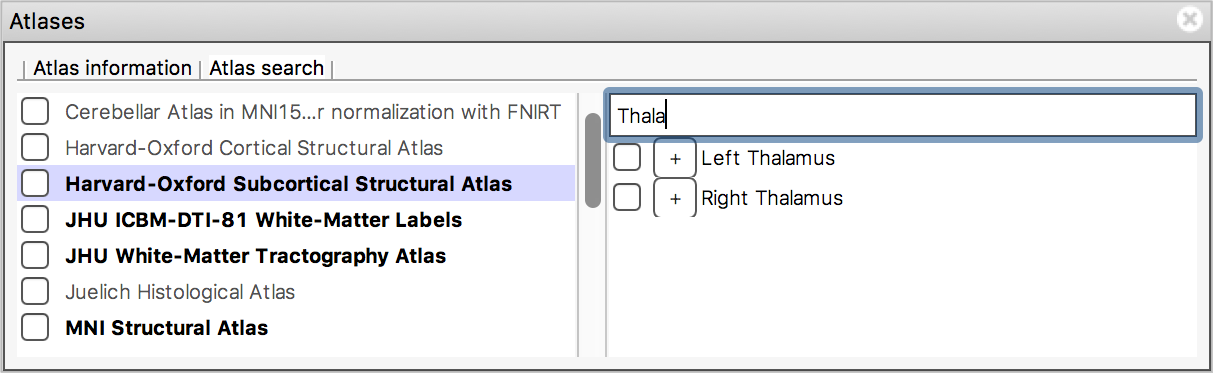 Atlases
Atlas information Atlas search
Cerebellar Atlas in MNI15...r normalization with FNIRT
Harvard-Oxford Cortical Structural Atlas
Harvard-Oxford Subcortical Structural Atlas
JHU ICBM-DTI-81 White-Matter Labels
JHU White-Matter Tractography Atlas
Juelich Histological Atlas
MNI Structural Atlas
Thala
+ Left Thalamus
+ Right Thalamus